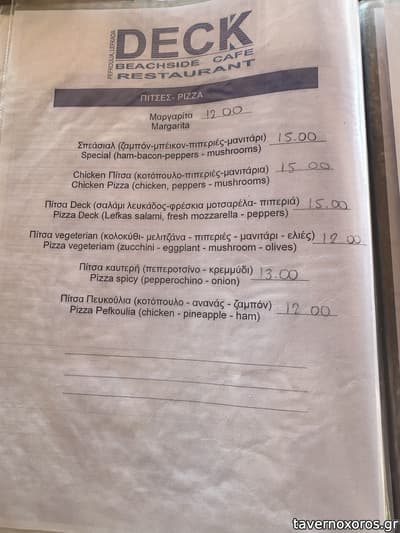 PEFKOULIA LEFKADA
DECK
BEACHSIDE CAFE
RESTAURANT
ΠΙΤΣΕΣ- PIZZA
Μαργαρίτα 12.00
Margarita
Σπεάσιαλ (ζαμπόν-μπέικον-πιπεριές-μανιτάρι) 15.00
Special (ham-bacon-peppers - mushrooms)
Chicken Πίτσα (κοτόπουλο-πιπεριές-μανιτάρια) 15.00
Chicken Pizza (chicken, peppers - mushrooms)
Πίτσα Deck (σαλάμι λευκάδος-φρέσκια μοτσαρέλα- πιπεριά) 15.00
Pizza Deck (Lefkas salami, fresh mozzarella - peppers)
Πίτσα vegeterian (κολοκύθι- μελιτζάνα - πιπεριές - μανιτάρι - ελιές) 12.00
Pizza vegeteriam (zucchini - eggplant - mushroom - olives)
Πίτσα καυτερή (πεπεροτσίνο - κρεμμύδι) 13.00
Pizza spicy (pepperochino - onion)
Πίτσα Πευκούλια (κοτόπουλο - ανανάς - ζαμπόν) 12.00
Pizza Pefkoulia (chicken - pineapple - ham)
tavernoxoros.gr